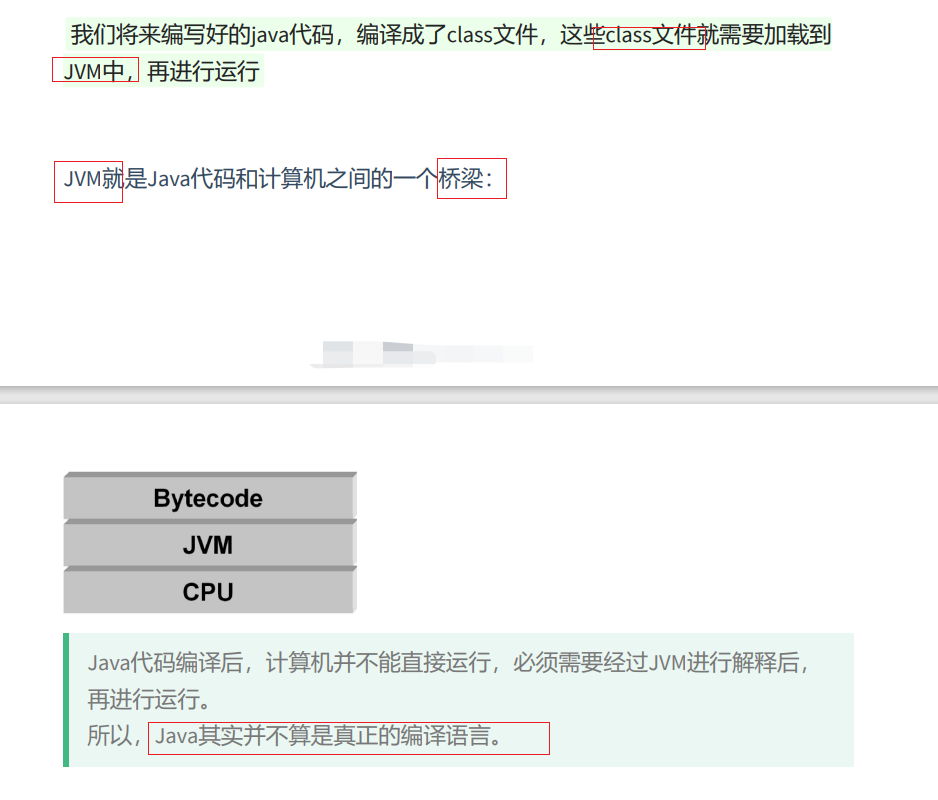 我们将来编写好的java代码，编译成了class文件，这些class文件就需要加载到
JVM中，再进行运行
JVM就是Java代码和计算机之间的一个桥梁：
Bytecode
JVM
CPU
Java代码编译后，计算机并不能直接运行，必须需要经过JVM进行解释后，
再进行运行。
所以，Java其实并不算是真正的编译语言。